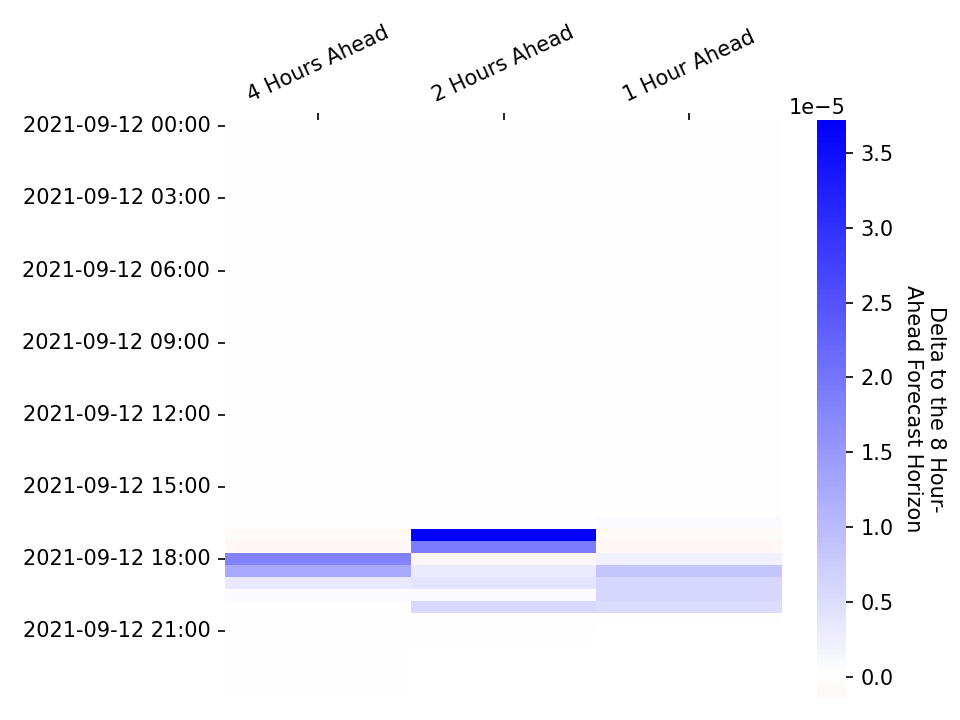 4 Hours Ahead
2 Hours Ahead
1 Hour Ahead
1e−5
2021-09-12 00:00
2021-09-12 03:00
2021-09-12 06:00
2021-09-12 09:00
2021-09-12 12:00
2021-09-12 15:00
2021-09-12 18:00
2021-09-12 21:00
3.5
3.0
2.5
2.0
1.5
1.0
0.5
0.0
Delta to the 8 Hour-
Ahead Forecast Horizon